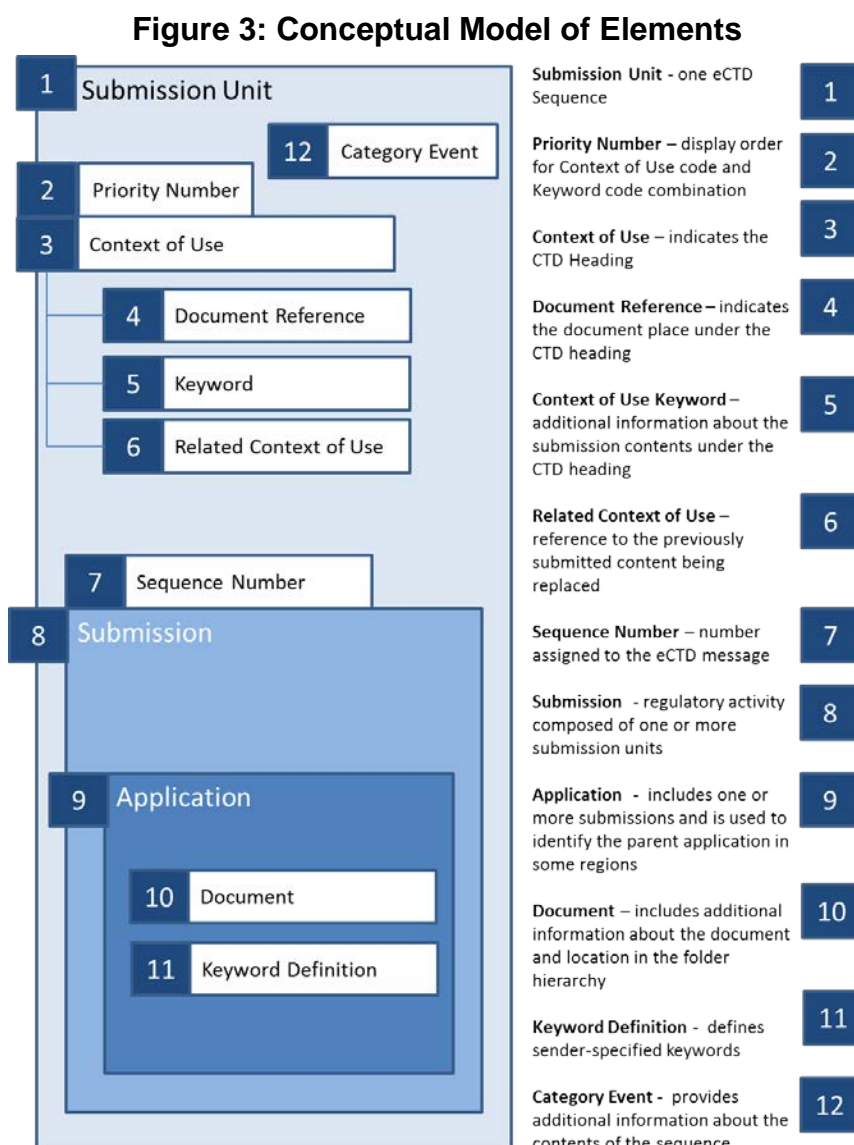 Figure 3: Conceptual Model of Elements
1 Submission Unit
12 Category Event
2 Priority Number
3 Context of Use
4 Document Reference
5 Keyword
6 Related Context of Use
7 Sequence Number
8 Submission
9 Application
10 Document
11 Keyword Definition
Submission Unit - one eCTD
Sequence
1
Priority Number – display order
for Context of Use code and
Keyword code combination
2
Context of Use – indicates the
CTD Heading
3
Document Reference – indicates
the document place under the
CTD heading
4
Context of Use Keyword –
additional information about the
submission contents under the
CTD heading
5
Related Context of Use –
reference to the previously
submitted content being
replaced
6
Sequence Number – number
assigned to the eCTD message
7
Submission - regulatory activity
composed of one or more
submission units
8
Application - includes one or
more submissions and is used to
identify the parent application in
some regions
9
Document – includes additional
information about the document
and location in the folder
hierarchy
10
Keyword Definition - defines
sender-specified keywords
11
Category Event - provides
additional information about the
contents of the sequence
12